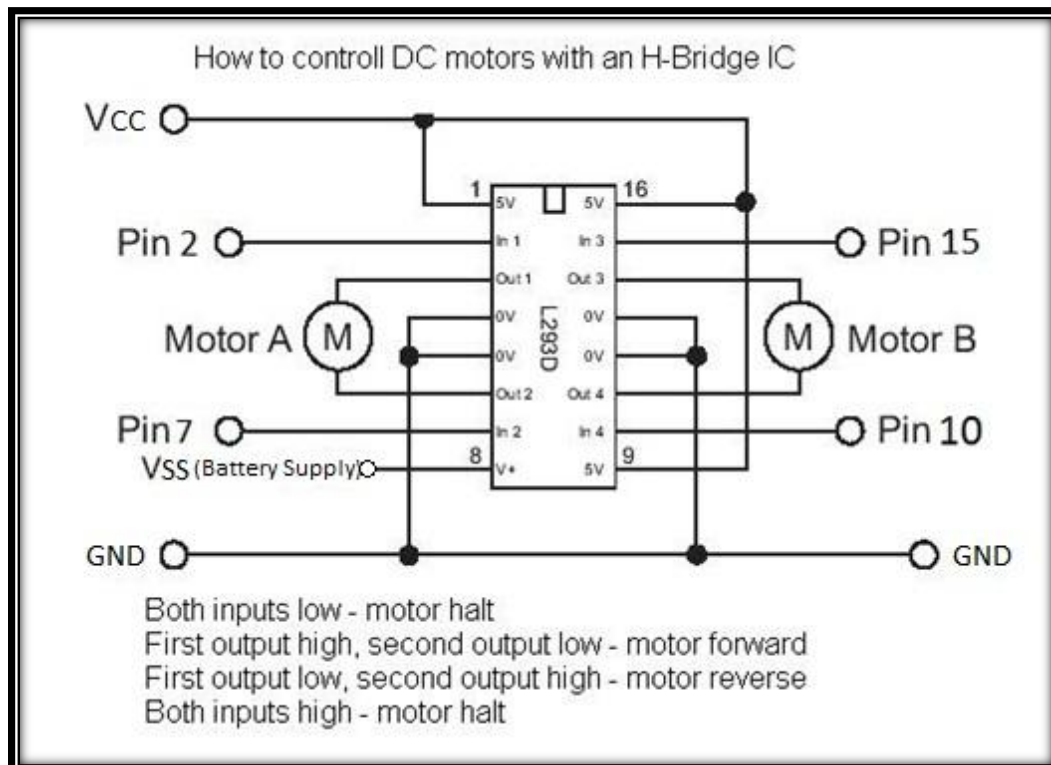 How to controll DC motors with an H-Bridge IC
Vcc
1 16
5V 5V
Pin 2 In 1 In 3 Pin 15
Out 1 Out 3
0V 0V
Motor A M L293D M Motor B
0V 0V
Out 2 Out 4
Pin7 In 2 In 4 Pin 10
VSS (Battery Supply) 8 V+ 5V 9
GND GND
Both inputs low - motor halt
First output high, second output low - motor forward
First output low, second output high - motor reverse
Both inputs high - motor halt